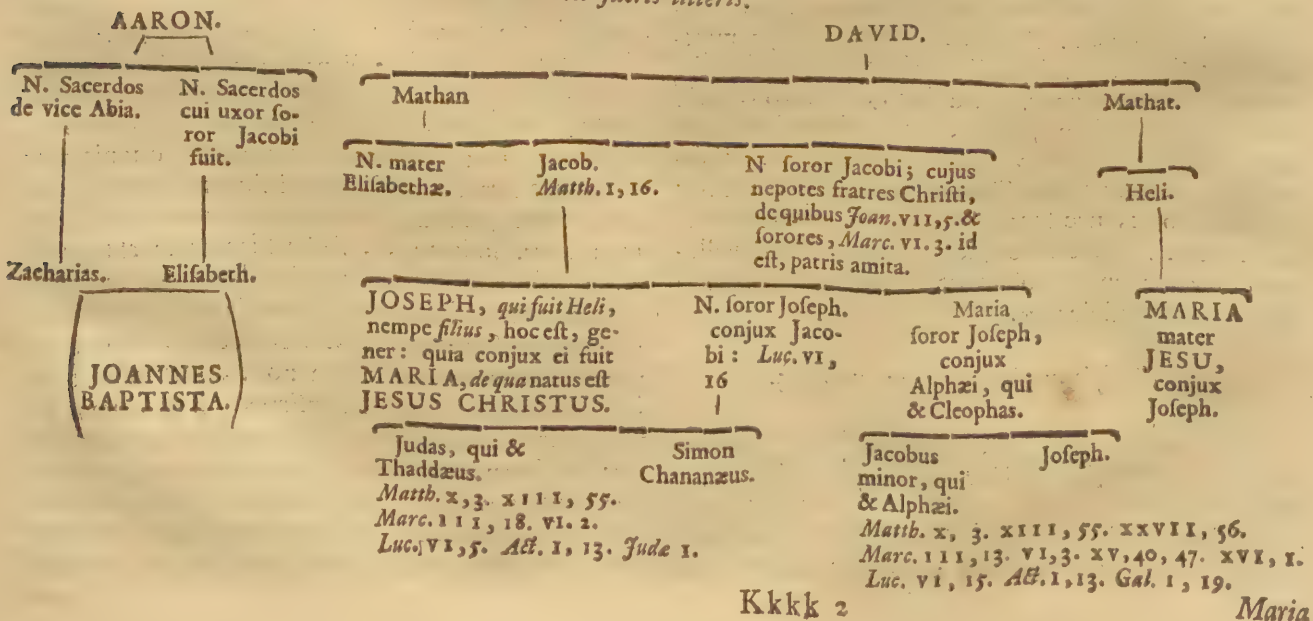 in sacris litteris.
AARON.
DAVID.
N. Sacerdos
de vice Abia.
N. Sacerdos
cui uxor so-
ror Jacobi
fuit.
Mathan
Mathat.
N. mater
Elisabethæ.
Jacob.
Matth. I, 16.
N soror Jacobi; cujus
nepotes fratres Christi,
de quibus Joan. VII, 5. &
sorores, Marc. VI. 3. id
est, patris amita.
Heli.
Zacharias.
Elisabeth.
JOANNES
BAPTISTA.
JOSEPH, qui fuit Heli,
nempe filius, hoc est, ge-
ner: quia conjux ei fuit
MARIA, de qua natus est
JESUS CHRISTUS.
N. soror Joseph.
conjux Jaco-
bi: Luc. VI,
16
Maria
soror Joseph,
conjux
Alphæi, qui
& Cleophas.
MARIA
mater
JESU,
conjux
Joseph.
Judas, qui &
Thaddæus.
Matth. X, 3. XIII, 55.
Marc. III, 18. VI. 2.
Luc. VI, 5. Act. I, 13. Judæ I.
Simon
Chananæus.
Jacobus
minor, qui
& Alphæi.
Joseph.
Matth. X, 3. XIII, 55. XXVII, 56.
Marc. III, 13. VI, 3. XV, 40, 47. XVI, I.
Luc. VI, 15. Act. I, 13. Gal. I, 19.
Kkkk 2
Maria